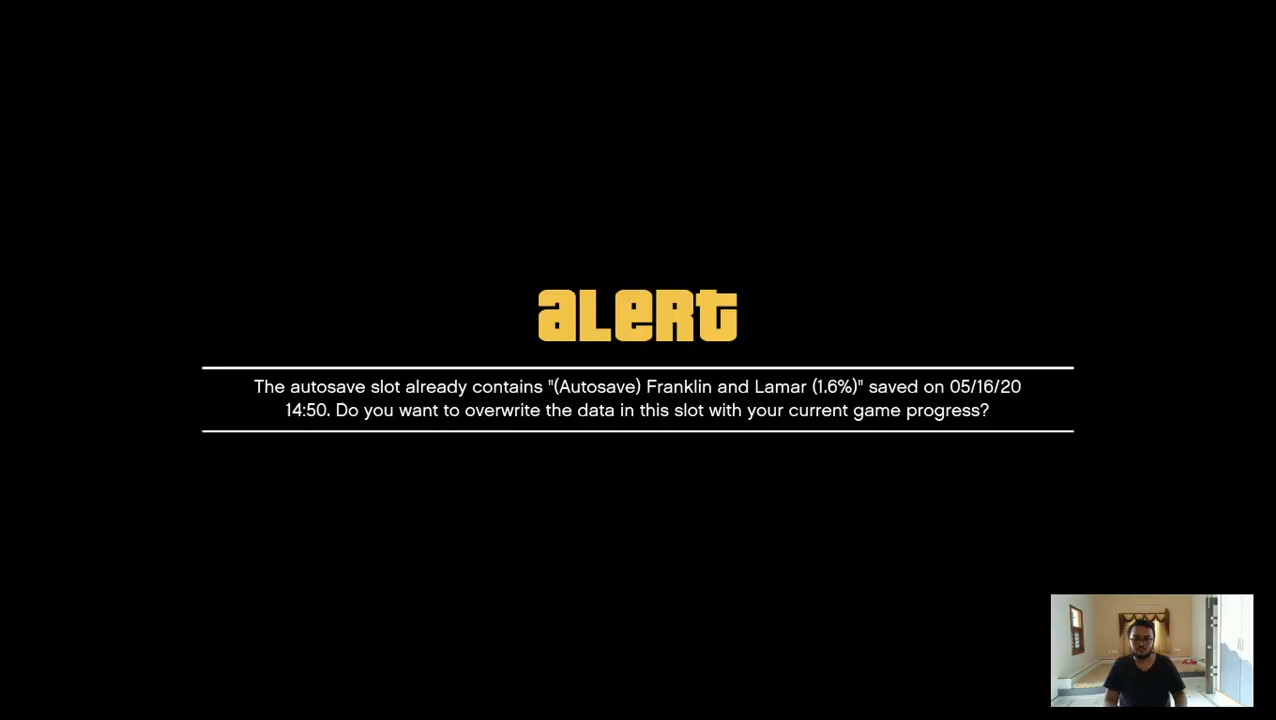 alert
The autosave slot already contains "(Autosave) Franklin and Lamar (1.6%)" saved on 05/16/20
14:50. Do you want to overwrite the data in this slot with your current game progress?